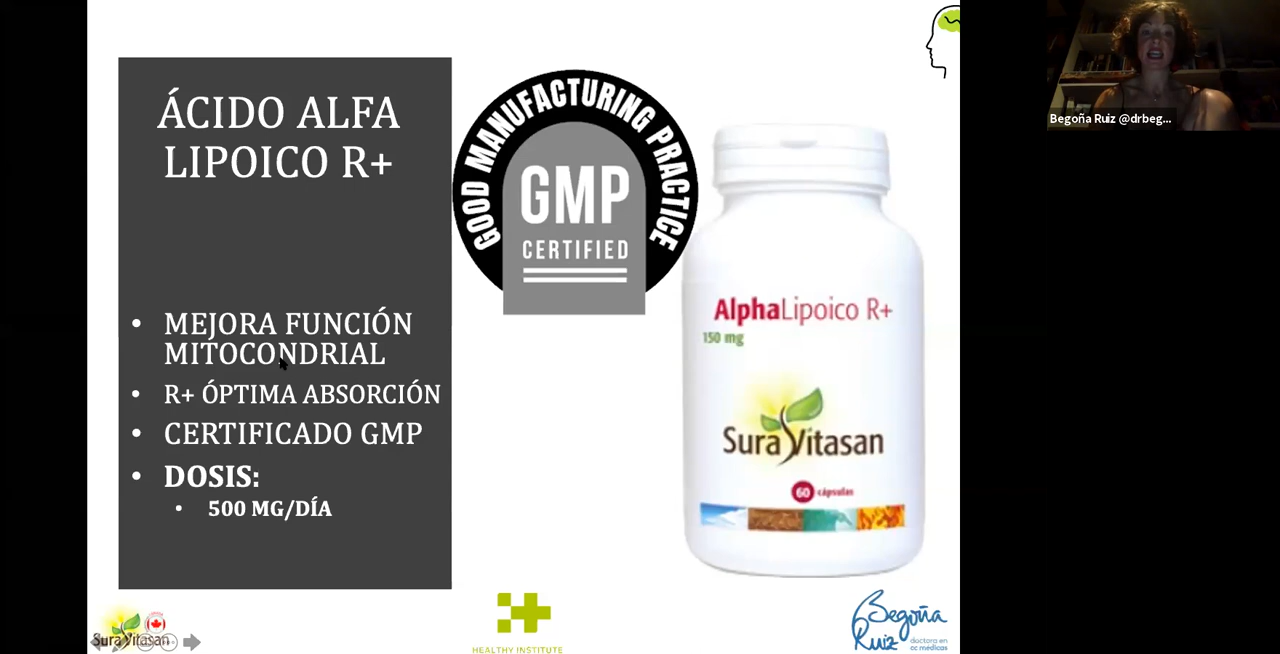 ÁCIDO ALFA
LIPOICO R+
• MEJORA FUNCIÓN
MITOCONDRIAL
• R+ ÓPTIMA ABSORCIÓN
• CERTIFICADO GMP
• DOSIS:
• 500 MG/DÍA
GOOD MANUFACTURING PRACTICE
GMP
CERTIFIED
AlphaLipoico R+
150 mg
Sura Vitasan
60 cápsulas
Begoña Ruiz @drbeg...
Sura Vitasan
HEALTHY INSTITUTE
Begoña
Ruiz doctora en
cc médicas